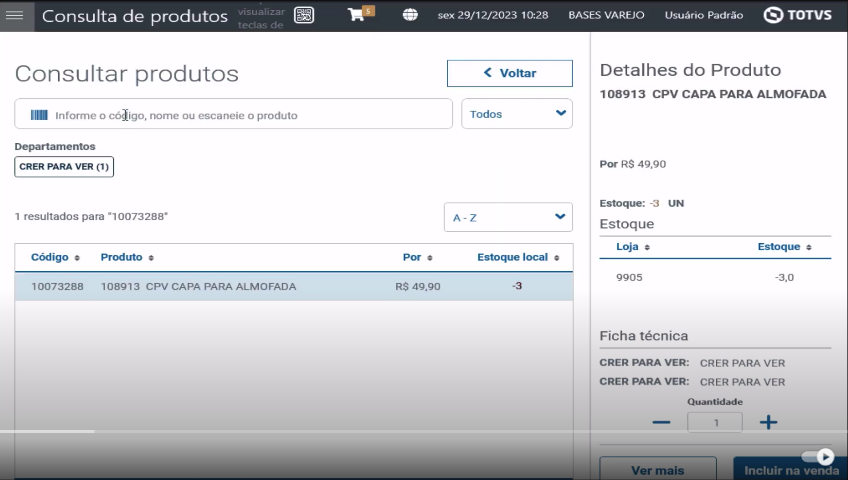 Consulta de produtos
visualizar
teclas de
5
sex 29/12/2023 10:28
BASES VAREJO
Usuário Padrão
TOTVS
Consultar produtos
Voltar
Informe o código, nome ou escaneie o produto
Todos
Departamentos
CRER PARA VER (1)
1 resultados para "10073288"
A - Z
Código Produto Por Estoque local
10073288 108913 CPV CAPA PARA ALMOFADA R$ 49,90 -3
Detalhes do Produto
108913 CPV CAPA PARA ALMOFADA
Por R$ 49,90
Estoque: -3 UN
Estoque
Loja Estoque
9905 -3,0
Ficha técnica
CRER PARA VER: CRER PARA VER
CRER PARA VER: CRER PARA VER
Quantidade
1
Ver mais
Incluir na venda